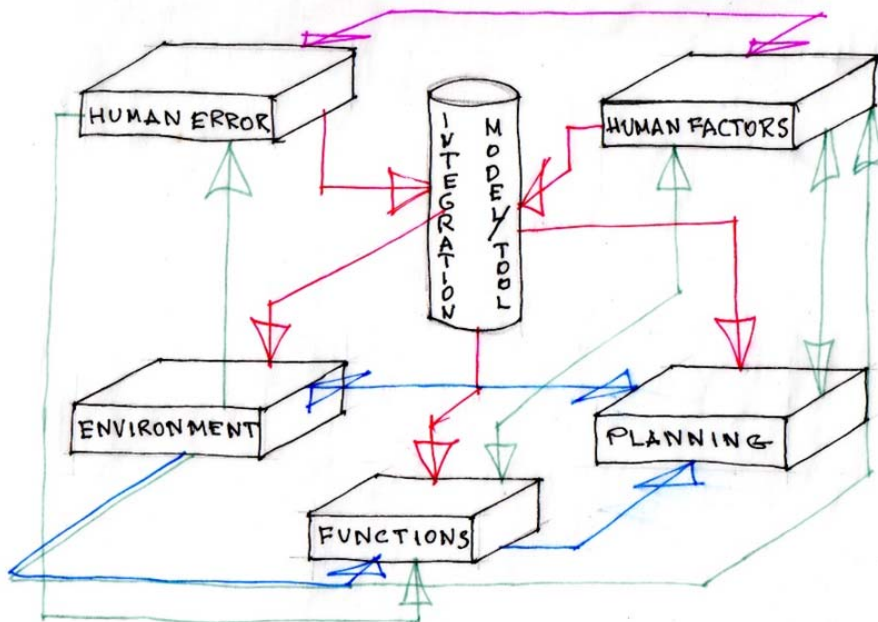 HUMAN ERROR
INTEGRATION
MODEL/TOOL
HUMAN FACTORS
ENVIRONMENT
PLANNING
FUNCTIONS